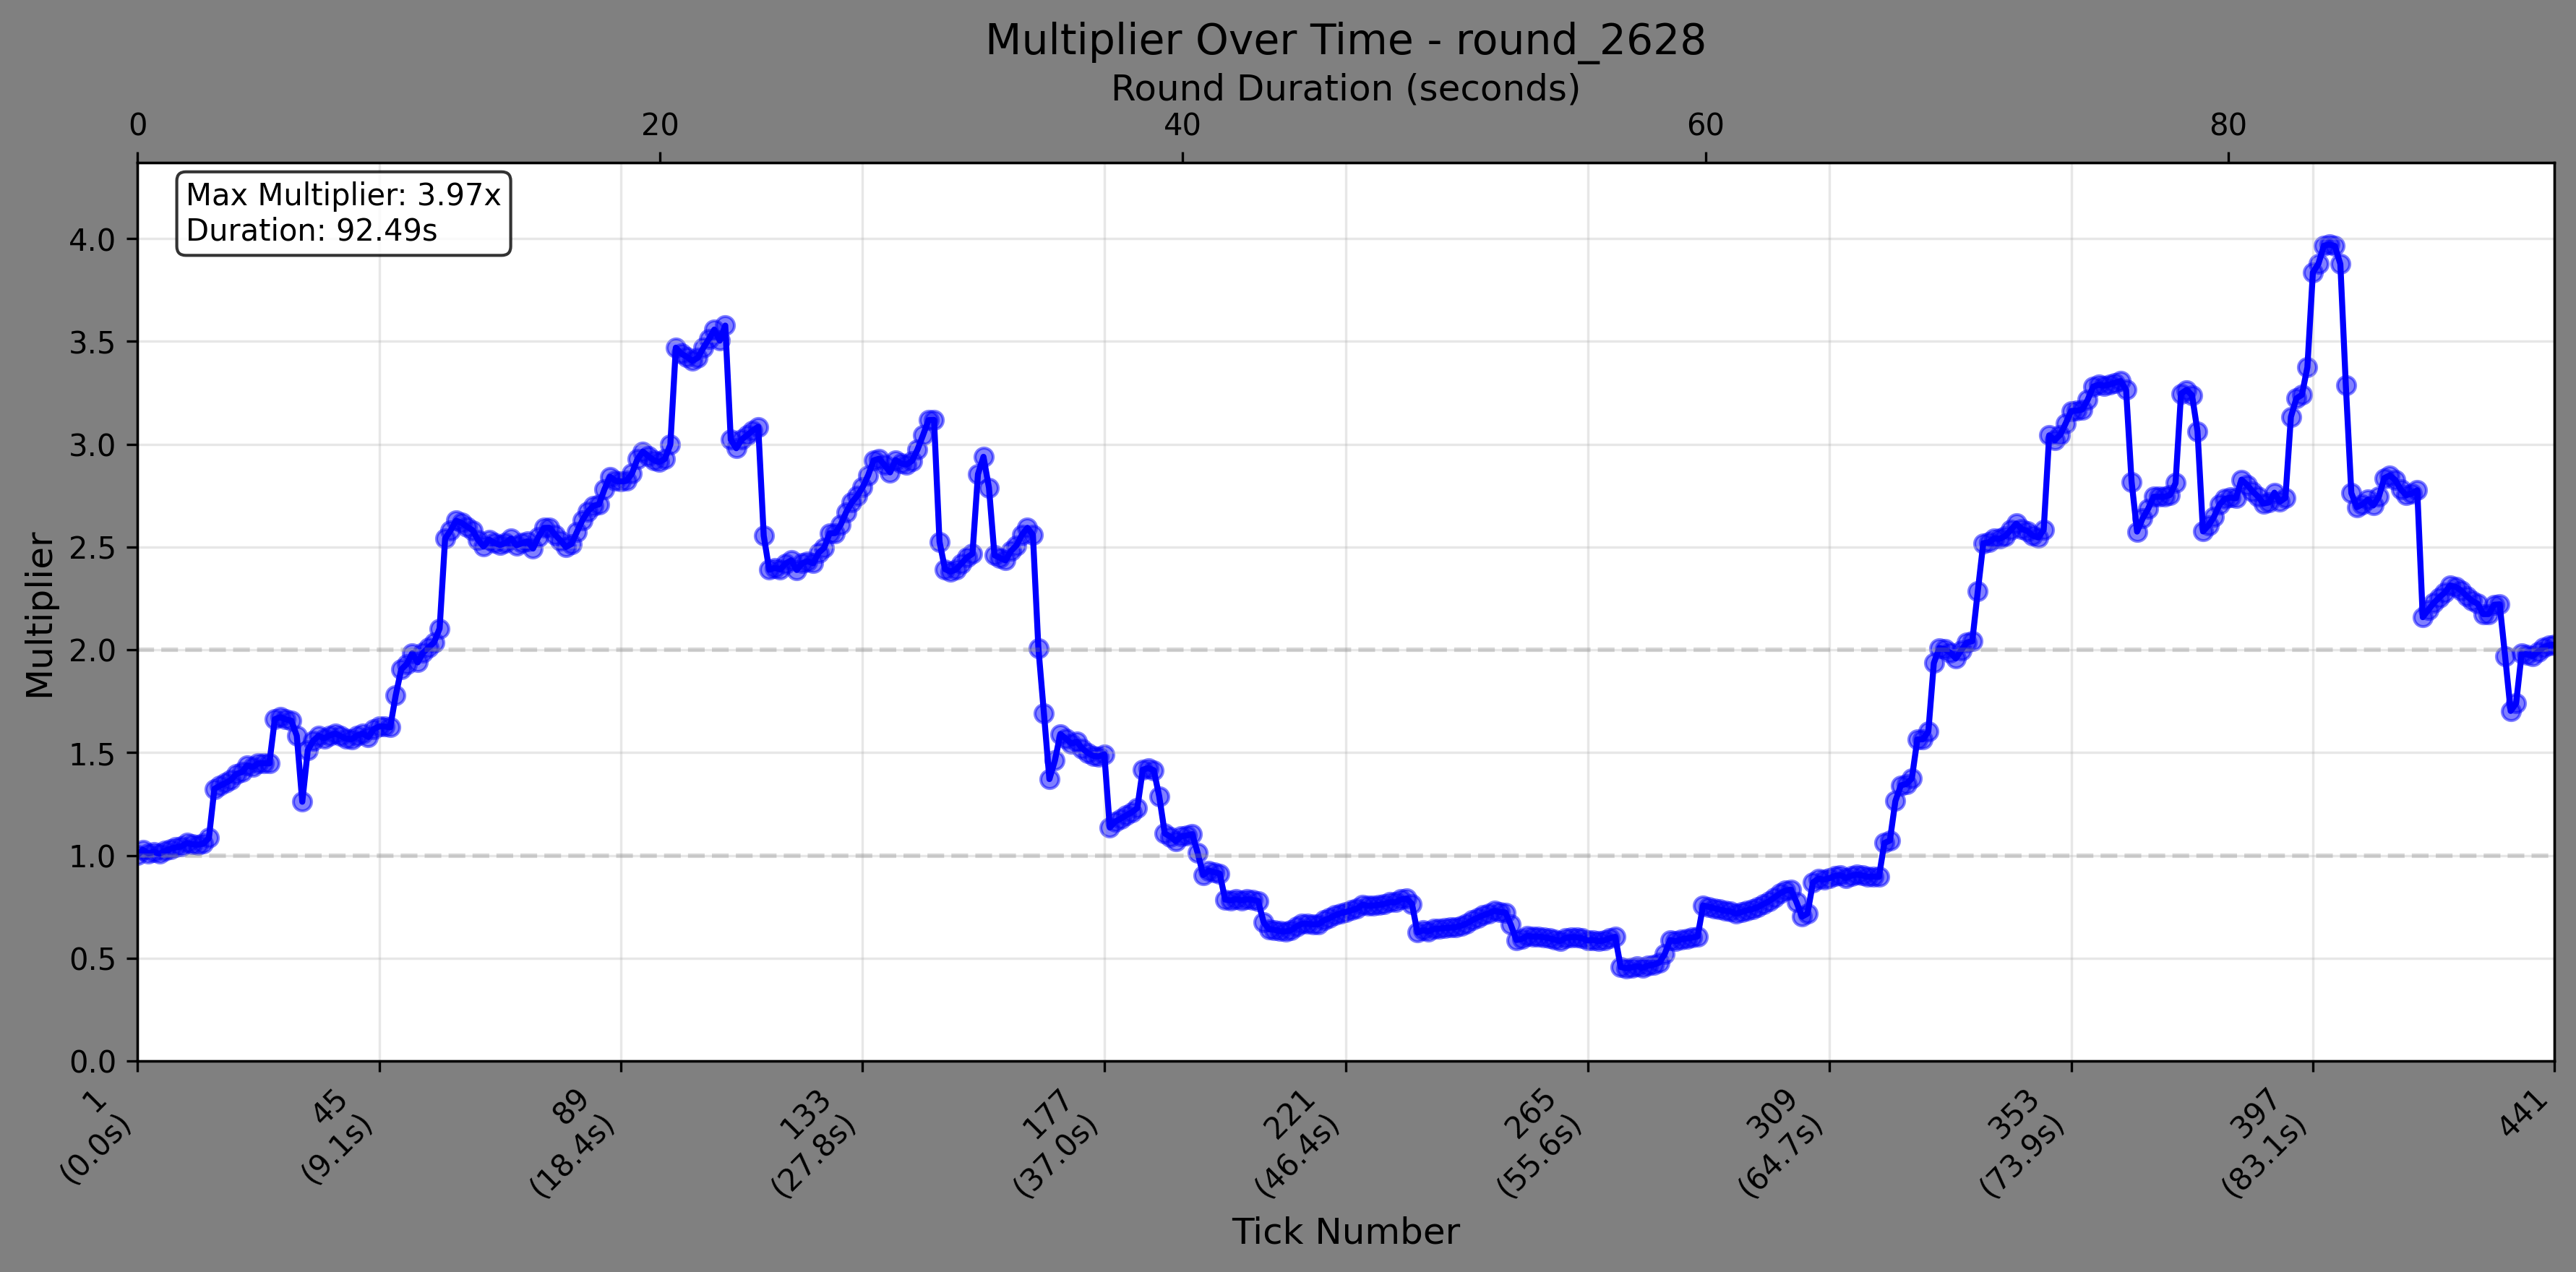 Multiplier Over Time - round_2628
Round Duration (seconds)
0 20 40 60 80
Max Multiplier: 3.97x
Duration: 92.49s
Multiplier
4.0
3.5
3.0
2.5
2.0
1.5
1.0
0.5
0.0
1
(0.0s)
45
(9.1s)
89
(18.4s)
133
(27.8s)
177
(37.0s)
221
(46.4s)
265
(55.6s)
309
(64.7s)
353
(73.9s)
397
(83.1s)
441
Tick Number